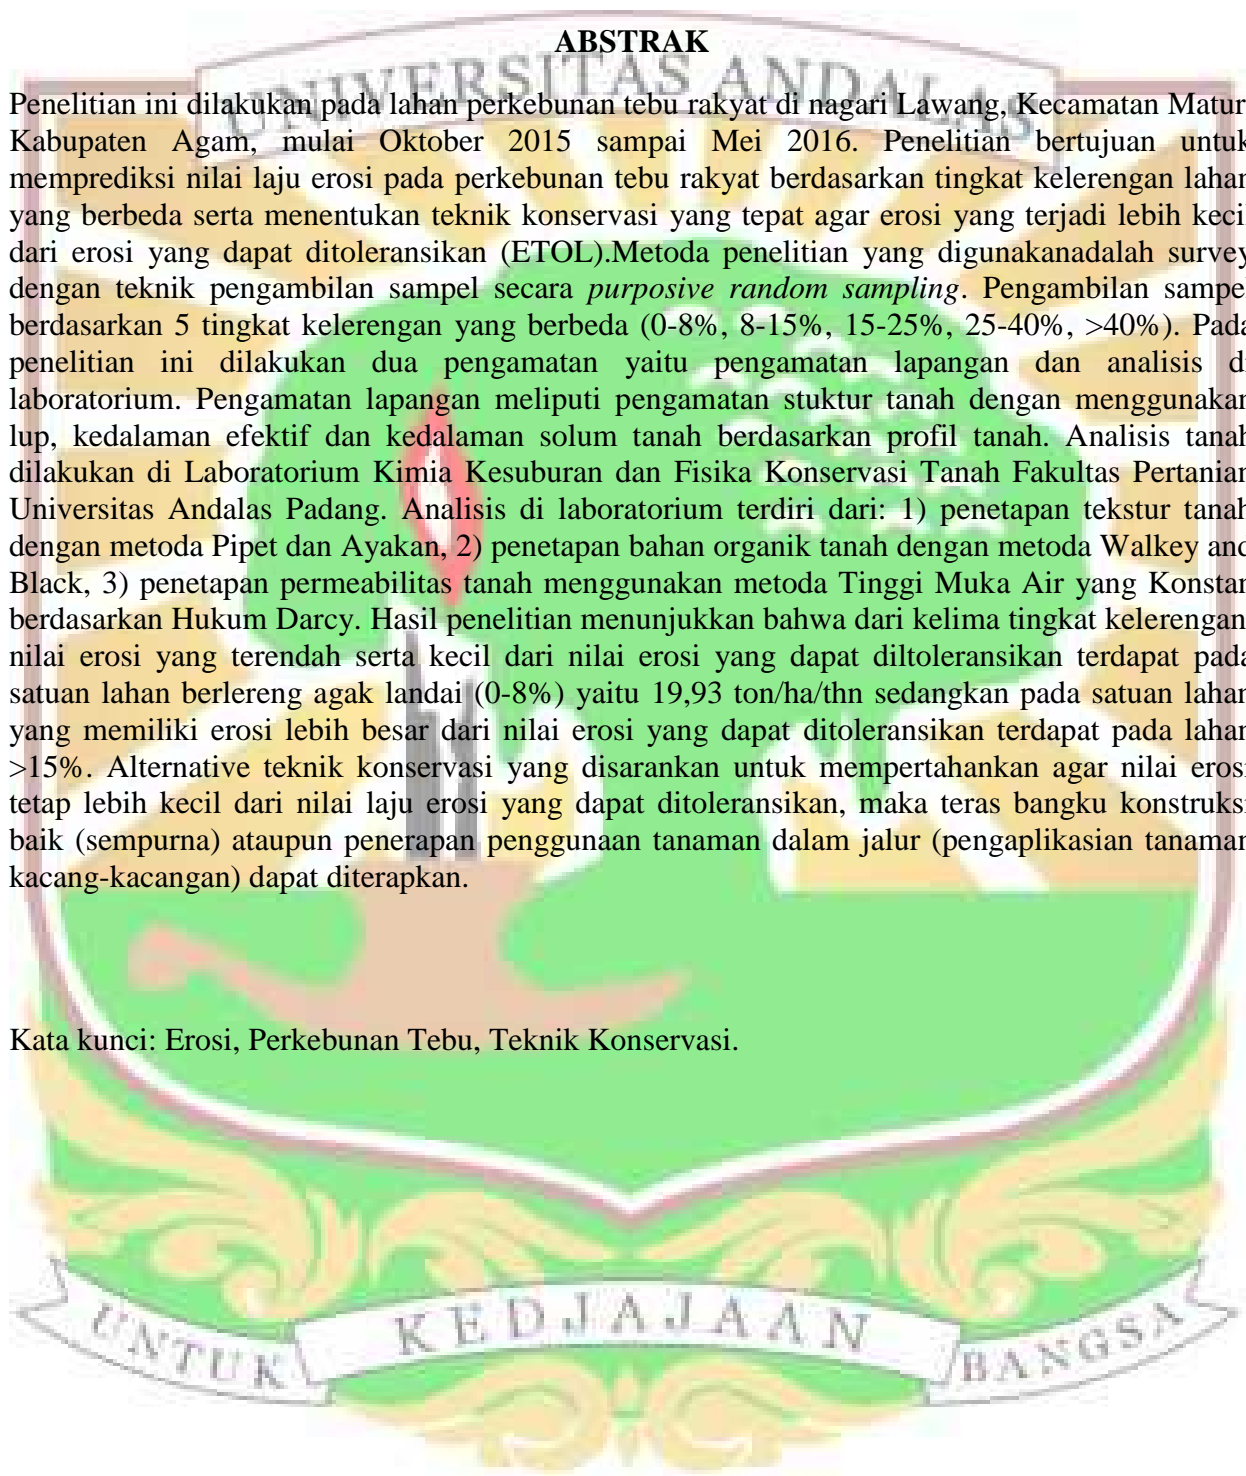 ABSTRAK
UNIVERSITAS ANDALAS
Penelitian ini dilakukan pada lahan perkebunan tebu rakyat di nagari Lawang, Kecamatan Matur
Kabupaten Agam, mulai Oktober 2015 sampai Mei 2016. Penelitian bertujuan untuk
memprediksi nilai laju erosi pada perkebunan tebu rakyat berdasarkan tingkat kelerengan lahan
yang berbeda serta menentukan teknik konservasi yang tepat agar erosi yang terjadi lebih kecil
dari erosi yang dapat ditoleransikan (ETOL).Metoda penelitian yang digunakanadalah survey
dengan teknik pengambilan sampel secara purposive random sampling. Pengambilan sampel
berdasarkan 5 tingkat kelerengan yang berbeda (0-8%, 8-15%, 15-25%, 25-40%, >40%). Pada
penelitian ini dilakukan dua pengamatan yaitu pengamatan lapangan dan analisis di
laboratorium. Pengamatan lapangan meliputi pengamatan stuktur tanah dengan menggunakan
lup, kedalaman efektif dan kedalaman solum tanah berdasarkan profil tanah. Analisis tanah
dilakukan di Laboratorium Kimia Kesuburan dan Fisika Konservasi Tanah Fakultas Pertanian
Universitas Andalas Padang. Analisis di laboratorium terdiri dari: 1) penetapan tekstur tanah
dengan metoda Pipet dan Ayakan, 2) penetapan bahan organik tanah dengan metoda Walkey and
Black, 3) penetapan permeabilitas tanah menggunakan metoda Tinggi Muka Air yang Konstan
berdasarkan Hukum Darcy. Hasil penelitian menunjukkan bahwa dari kelima tingkat kelerengan
nilai erosi yang terendah serta kecil dari nilai erosi yang dapat diltoleransikan terdapat pada
satuan lahan berlereng agak landai (0-8%) yaitu 19,93 ton/ha/thn sedangkan pada satuan lahan
yang memiliki erosi lebih besar dari nilai erosi yang dapat ditoleransikan terdapat pada lahan
>15%. Alternative teknik konservasi yang disarankan untuk mempertahankan agar nilai erosi
tetap lebih kecil dari nilai laju erosi yang dapat ditoleransikan, maka teras bangku konstruksi
baik (sempurna) ataupun penerapan penggunaan tanaman dalam jalur (pengaplikasian tanaman
kacang-kacangan) dapat diterapkan.
Kata kunci: Erosi, Perkebunan Tebu, Teknik Konservasi.
UNTUK KEDJAJAAN BANGSA